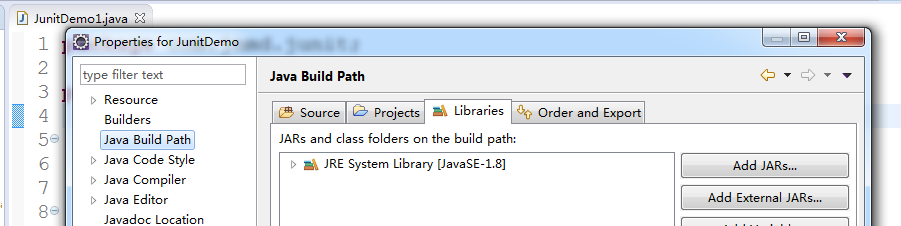 JunitDemo1.java
Properties for JunitDemo
1
2
3
4
5
6
7
8
type filter text
Resource
Builders
Java Build Path
Java Code Style
Java Compiler
Java Editor
Javadoc Location
Java Build Path
Source
Projects
Libraries
Order and Export
JARs and class folders on the build path:
JRE System Library [JavaSE-1.8]
Add JARs...
Add External JARs...